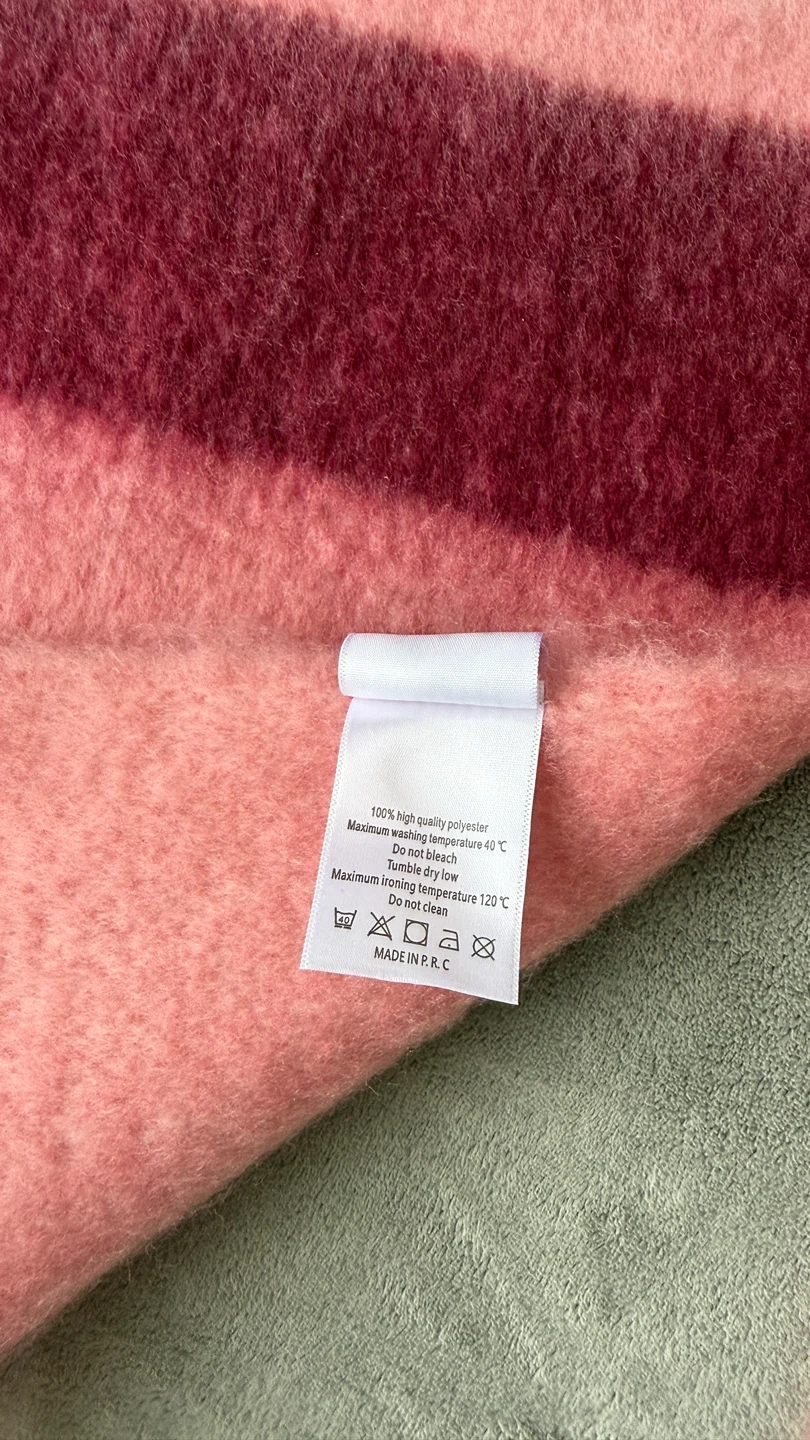 100% high quality polyester
Maximum washing temperature 40 ℃
Do not bleach
Tumble dry low
Maximum ironing temperature 120 ℃
Do not clean
40
MADE IN P. R. C